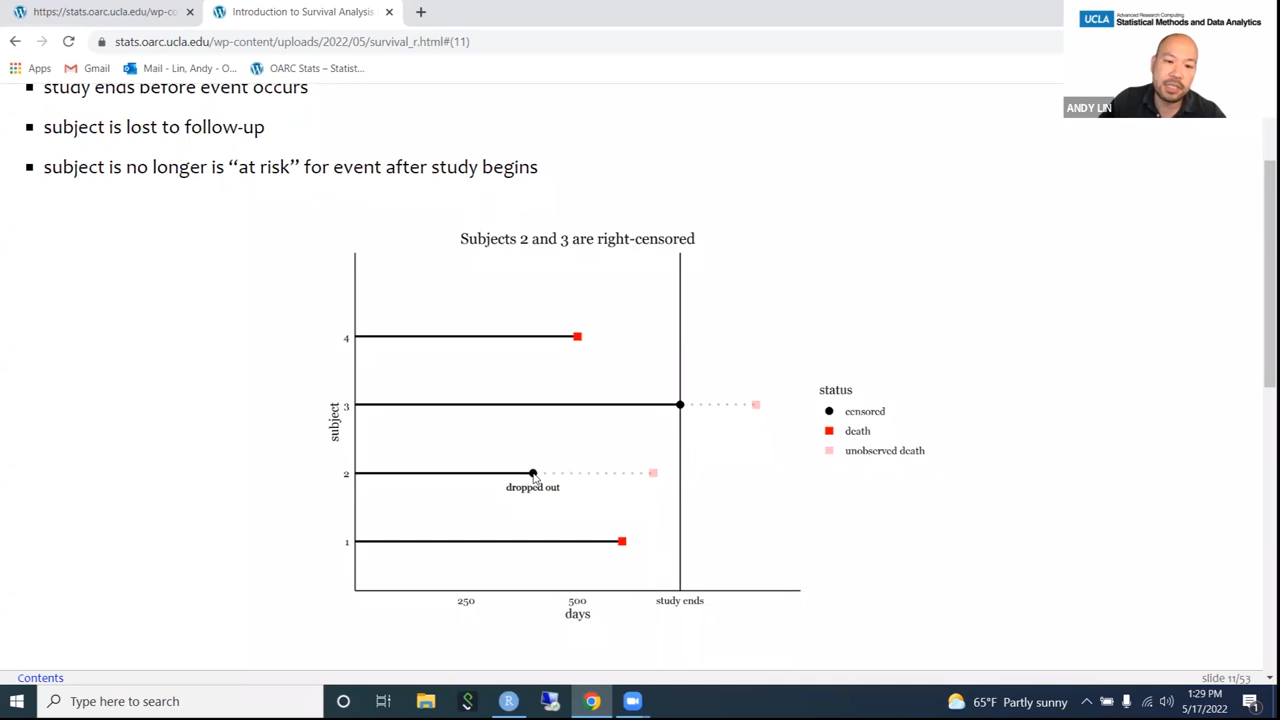 https://stats.oarc.ucla.edu/wp-co
Introduction to Survival Analysis
stats.oarc.ucla.edu/wp-content/uploads/2022/05/survival_r.html#(11)
Apps
Gmail
Mail - Lin, Andy - O...
OARC Stats – Statist...
UCLA
Advanced Research Computing
Statistical Methods and Data Analytics
ANDY LIN
study ends before event occurs
subject is lost to follow-up
subject is no longer is “at risk” for event after study begins
Subjects 2 and 3 are right-censored
subject
4
3
2
1
dropped out
250
500
study ends
days
status
censored
death
unobserved death
Contents
slide 11/53
Type here to search
65°F Partly sunny
1:29 PM
5/17/2022
1